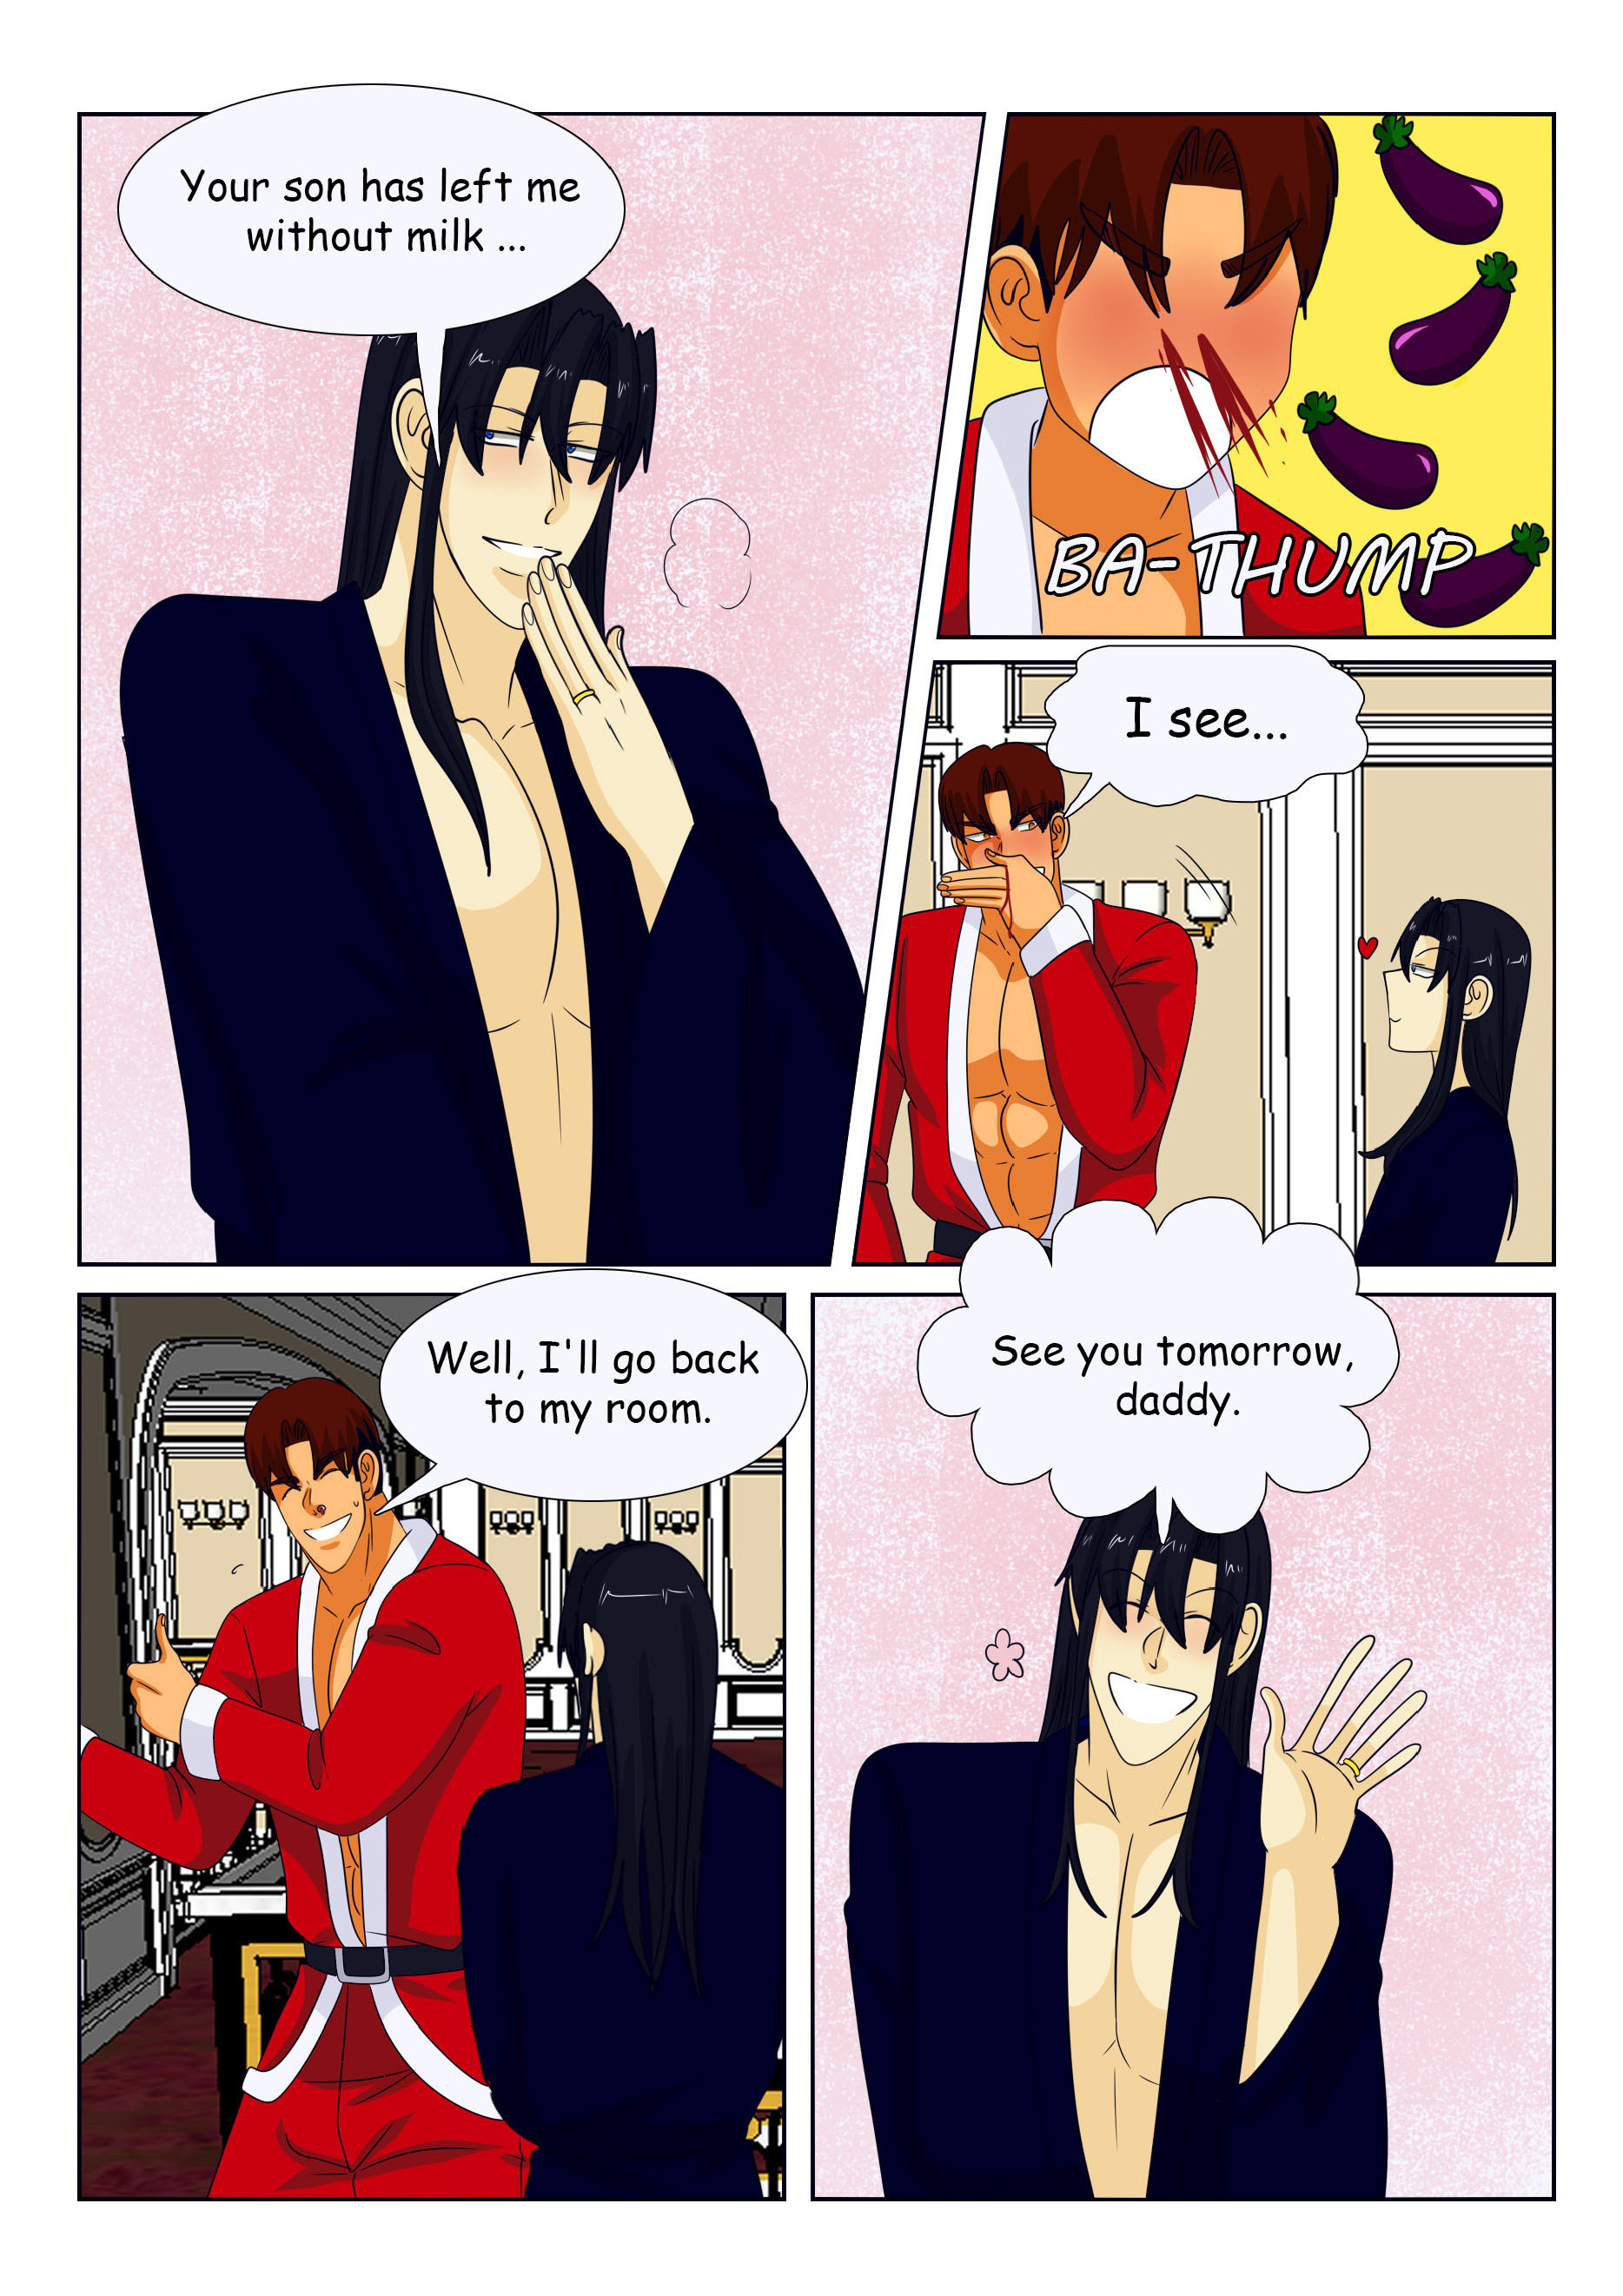 Your son has left me
without milk ...
BA-THUMP
I see...
Well, I'll go back
to my room.
See you tomorrow,
daddy.